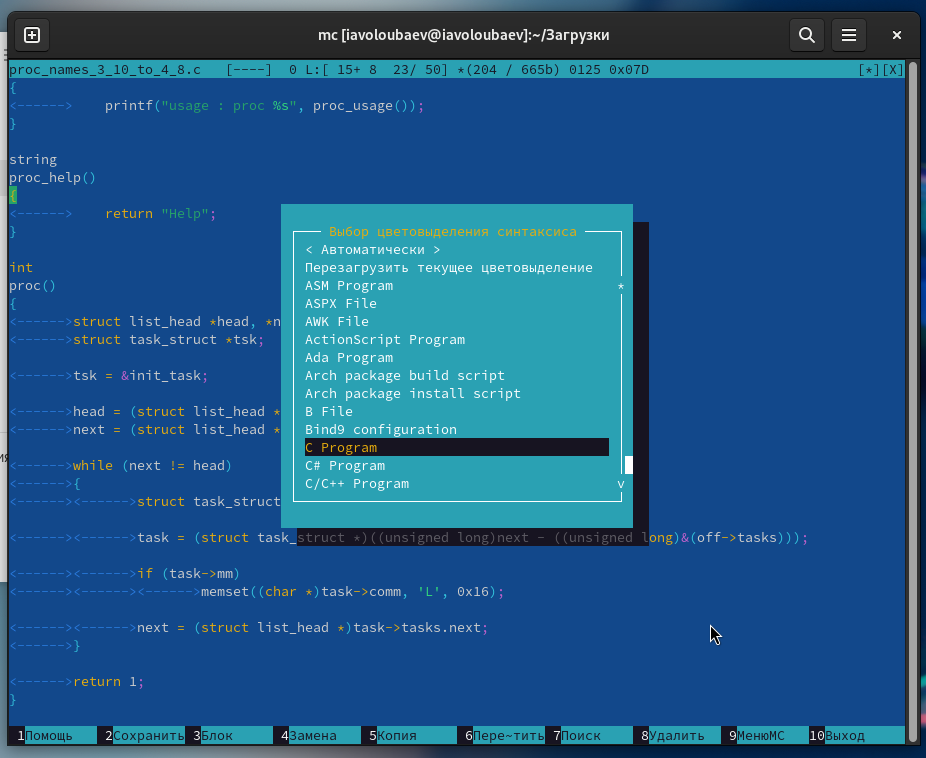 mc [iavoloubaev@iavoloubaev]:~/Загрузки
proc_names_3_10_to_4_8.c [----] 0 L:[ 15+ 8 23/ 50] *(204 / 665b) 0125 0x07D [*][X]
{
<------> printf("usage : proc %s", proc_usage());
}
string
proc_help()
{
<------> return "Help";
}
int
proc()
{
<------>struct list_head *head, *n
<------>struct task_struct *tsk;
<------>tsk = &init_task;
<------>head = (struct list_head *
<------>next = (struct list_head *
<------>while (next != head)
<------>{
<------><------>struct task_struct
<------><------>task = (struct task_struct *)((unsigned long)next - ((unsigned long)&(off->tasks)));
<------><------>if (task->mm)
<------><------><------>memset((char *)task->comm, 'L', 0x16);
<------><------>next = (struct list_head *)task->tasks.next;
<------>}
<------>return 1;
}
Выбор цветовыделения синтаксиса
< Автоматически >
Перезагрузить текущее цветовыделение
ASM Program *
ASPX File
AWK File
ActionScript Program
Ada Program
Arch package build script
Arch package install script
B File
Bind9 configuration
C Program
C# Program
C/C++ Program v
1Помощь 2Сохранить 3Блок 4Замена 5Копия 6Пере~тить 7Поиск 8Удалить 9МенюMC 10Выход